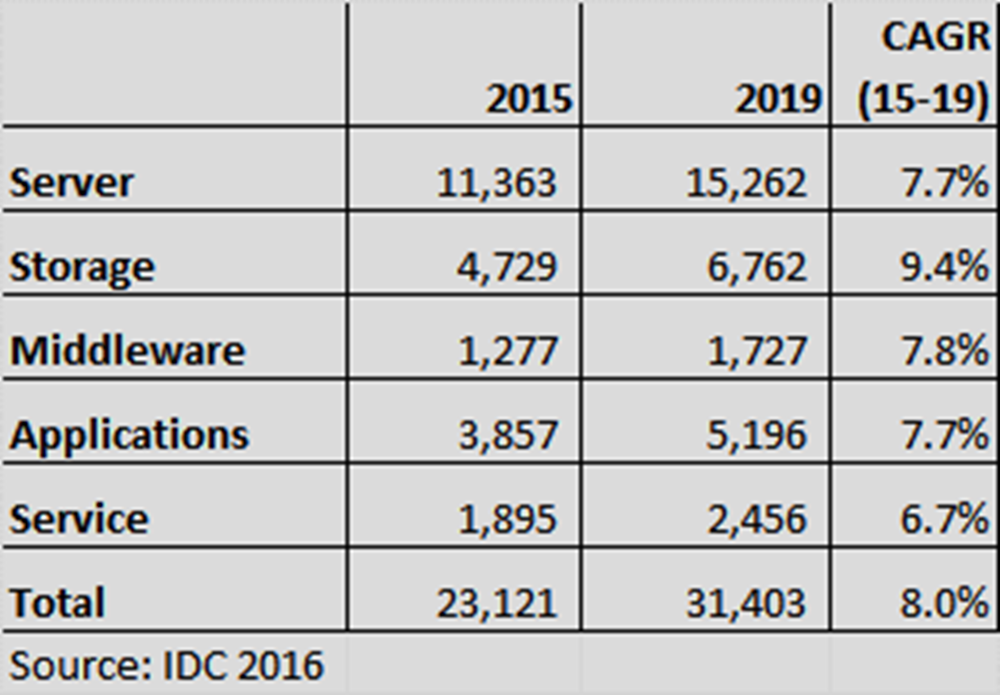 CAGR
2015 2019 (15-19)
Server 11,363 15,262 7.7%
Storage 4,729 6,762 9.4%
Middleware 1,277 1,727 7.8%
Applications 3,857 5,196 7.7%
Service 1,895 2,456 6.7%
Total 23,121 31,403 8.0%
Source: IDC 2016